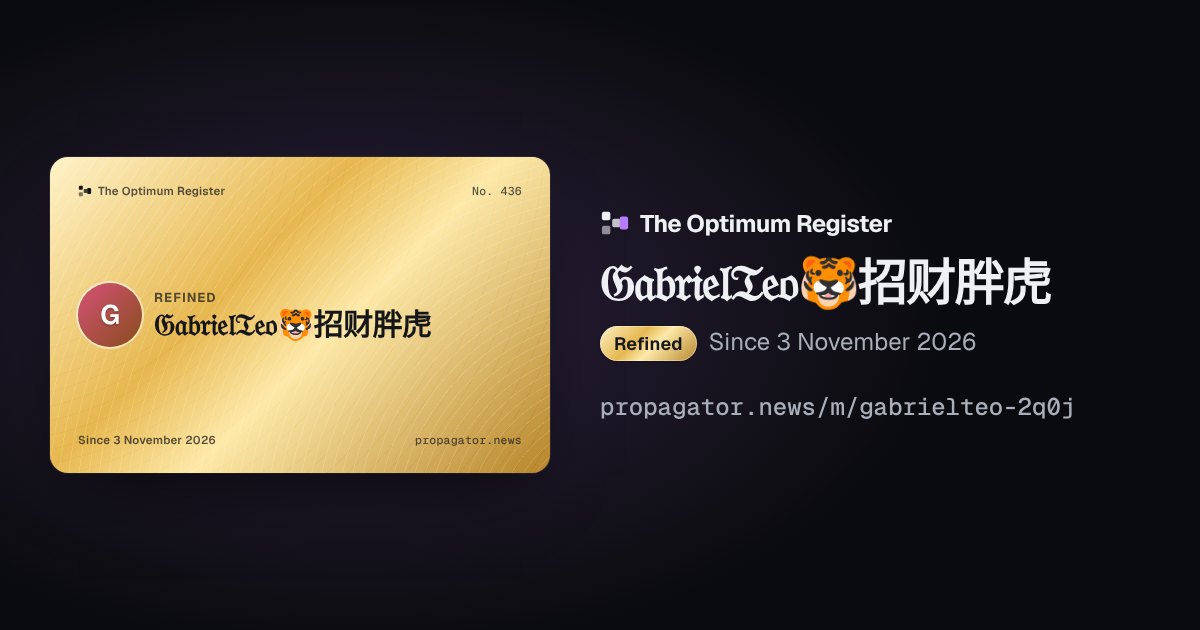 The Optimum Register
No. 436
G
REFINED
𝔊𝔞𝔟𝔯𝔦𝔢𝔩𝔗𝔢𝔬🐯招财胖虎
Since 3 November 2026
propagator.news
The Optimum Register
𝔊𝔞𝔟𝔯𝔦𝔢𝔩𝔗𝔢𝔬🐯招财胖虎
Refined
Since 3 November 2026
propagator.news/m/gabrielteo-2q0j